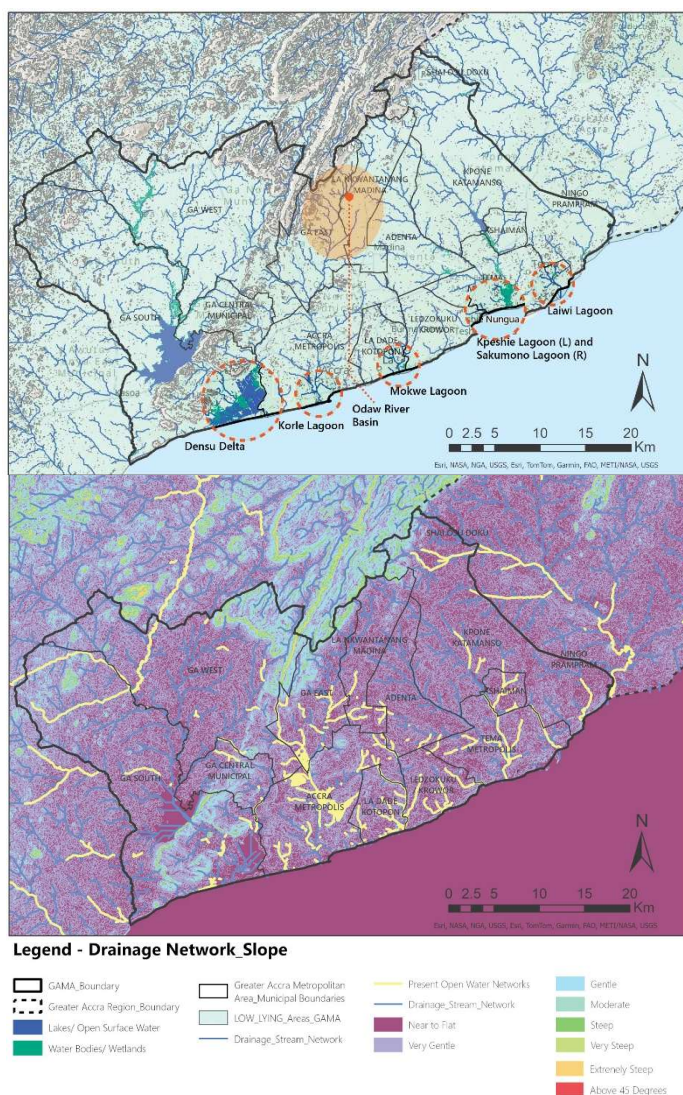 SHAI OSU DOKU
LA NKWANTANANG
MADINA
KPONE
KATAMANSO
NINGO
PRAMPRAM
GA WEST
GA EAST
ADENTA
Madina
ASHAIMAN
TEMA
GA SOUTH
GA CENTRAL
MUNICIPAL
ACCRA
METROPOLIS
LA DADE
KOTOPON
LEDZOKUKU
KROWOR
Nungua
Kasoa
Laiwi Lagoon
Kpeshie Lagoon (L) and
Sakumono Lagoon (R)
Mokwe Lagoon
Odaw River
Basin
Korle Lagoon
Densu Delta
N
0 2.5 5 10 15 20
Km
Esri, NASA, NGA, USGS, Esri, TomTom, Garmin, FAO, METI/NASA, USGS
SHAI OSU DOKU
LA NKWANTANANG
MADINA
KPONE
KATAMANSO
NINGO
PRAMPRAM
GA WEST
GA EAST
ADENTA
ASHAIMAN
TEMA
METROPOLIS
GA SOUTH
GA CENTRAL
MUNICIPAL
ACCRA
METROPOLIS
LA DADE
KOTOPON
LEDZOKUKU
KROWOR
N
0 2.5 5 10 15 20
Km
Esri, NASA, NGA, USGS, Esri, TomTom, Garmin, FAO, METI/NASA, USGS
Legend - Drainage Network_Slope
GAMA_Boundary
Greater Accra Region_Boundary
Lakes/ Open Surface Water
Water Bodies/ Wetlands
Greater Accra Metropolitan
Area_Municipal Boundaries
LOW_LYING_Areas_GAMA
Drainage_Stream_Network
Present Open Water Networks
Drainage_Stream_Network
Near to Flat
Very Gentle
Gentle
Moderate
Steep
Very Steep
Extrenely Steep
Above 45 Degrees